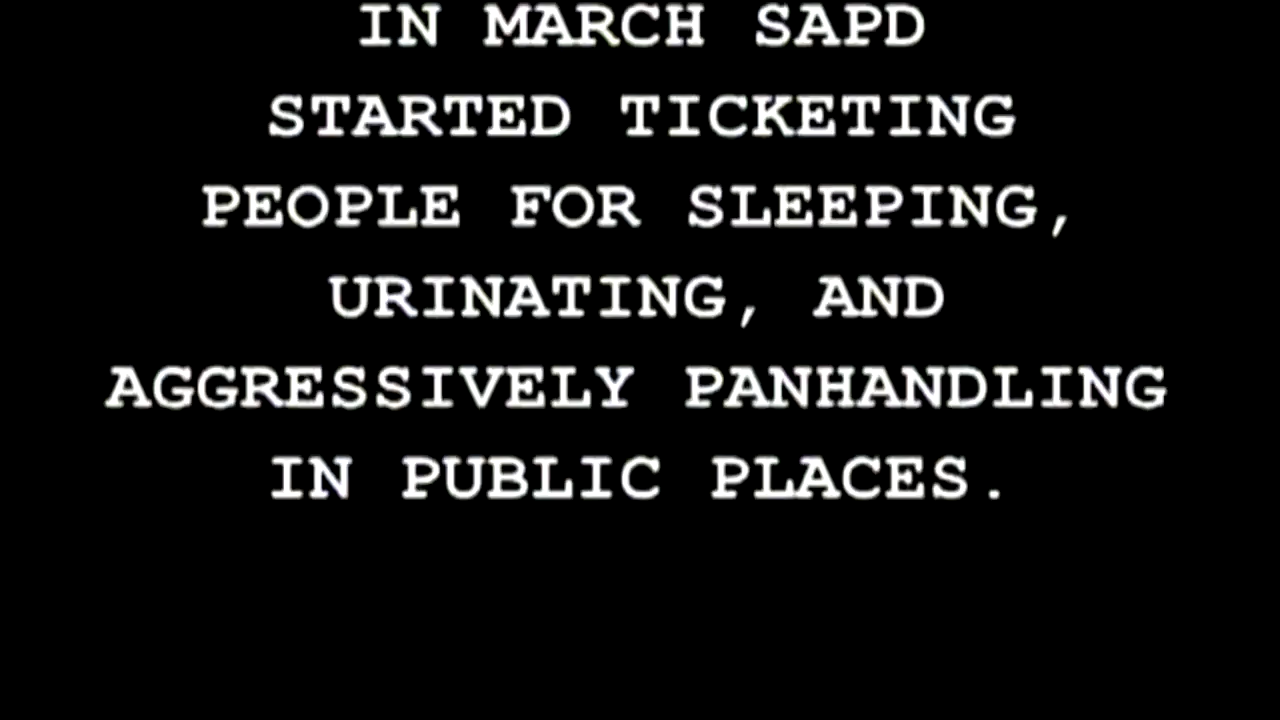 IN MARCH SAPD
STARTED TICKETING
PEOPLE FOR SLEEPING,
URINATING, AND
AGGRESSIVELY PANHANDLING
IN PUBLIC PLACES.